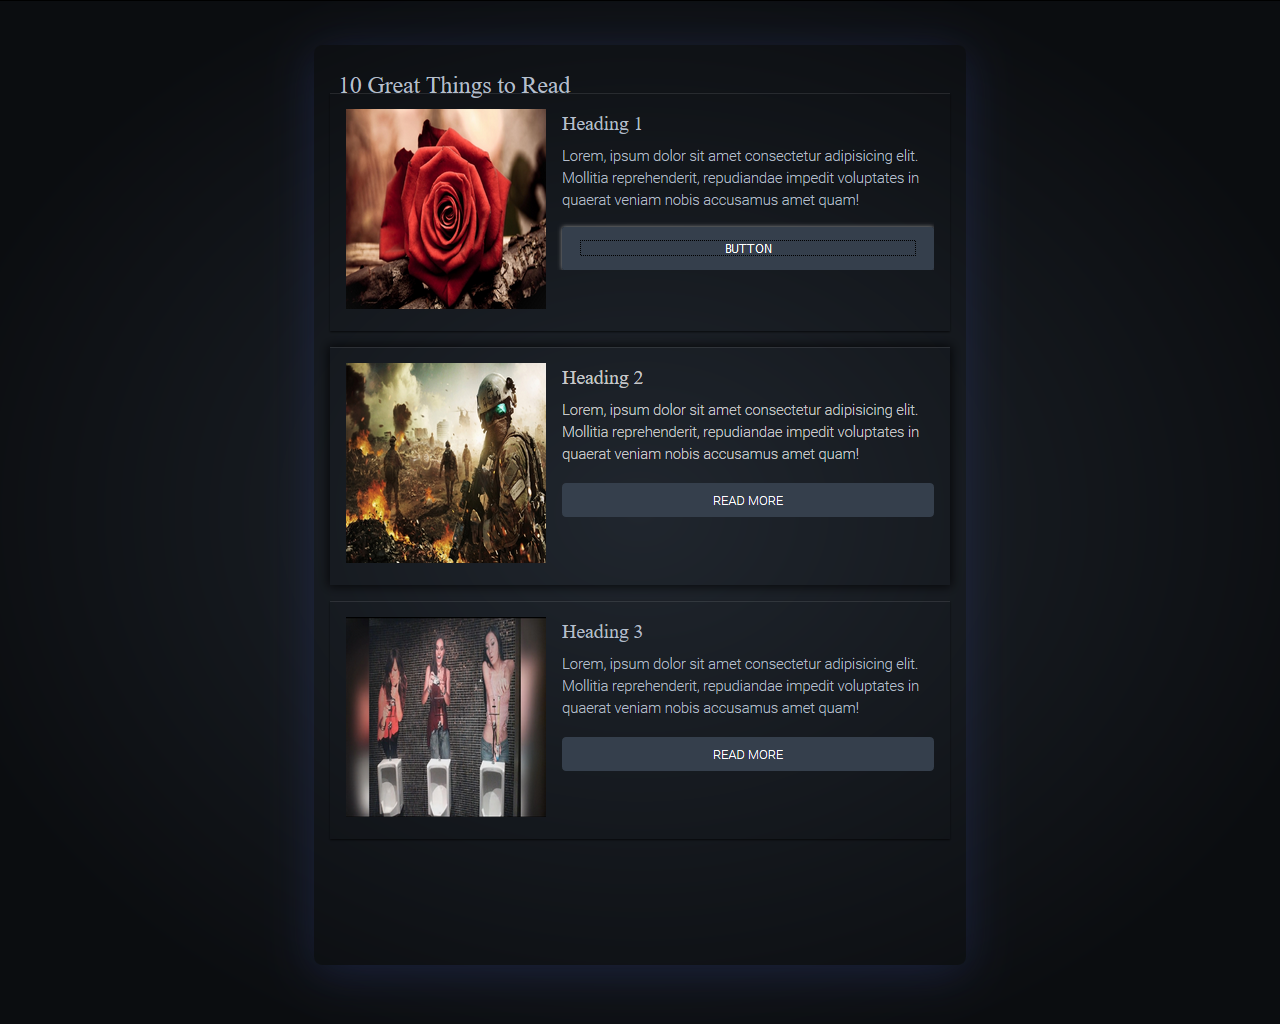 10 Great Things to Read
Heading 1
Lorem, ipsum dolor sit amet consectetur adipisicing elit.
Mollitia reprehenderit, repudiandae impedit voluptates in
quaerat veniam nobis accusamus amet quam!
BUTTON
Heading 2
Lorem, ipsum dolor sit amet consectetur adipisicing elit.
Mollitia reprehenderit, repudiandae impedit voluptates in
quaerat veniam nobis accusamus amet quam!
READ MORE
Heading 3
Lorem, ipsum dolor sit amet consectetur adipisicing elit.
Mollitia reprehenderit, repudiandae impedit voluptates in
quaerat veniam nobis accusamus amet quam!
READ MORE